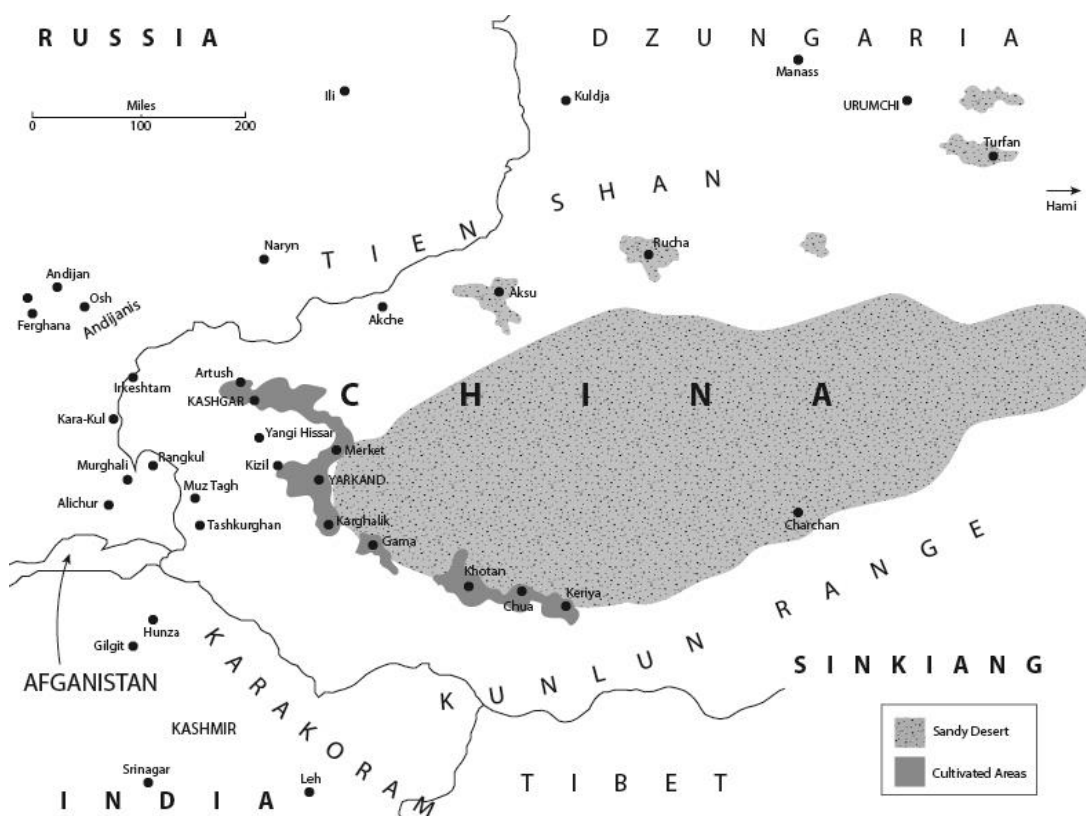 RUSSIA
DZUNGARIA
Manass
Miles
0 100 200
Ili
Kuldja
URUMCHI
Turfan
Hami
TIEN SHAN
Naryn
Rucha
Andijan
Osh
Ferghana
Andijanis
Aksu
Akche
Irkeshtam
Artush
KASHGAR
CHINA
Kara-Kul
Yangi Hissar
Merket
Rangkul
Kizil
Murghali
Muz Tagh
YARKAND
Alichur
Tashkurghan
Karghalik
Charchan
Gama
Khotan
Chua
Keriya
Hunza
Gilgit
AFGANISTAN
KARAKORAM
KUNLUN RANGE
SINKIANG
KASHMIR
Sandy Desert
Cultivated Areas
Srinagar
Leh
INDIA
TIBET